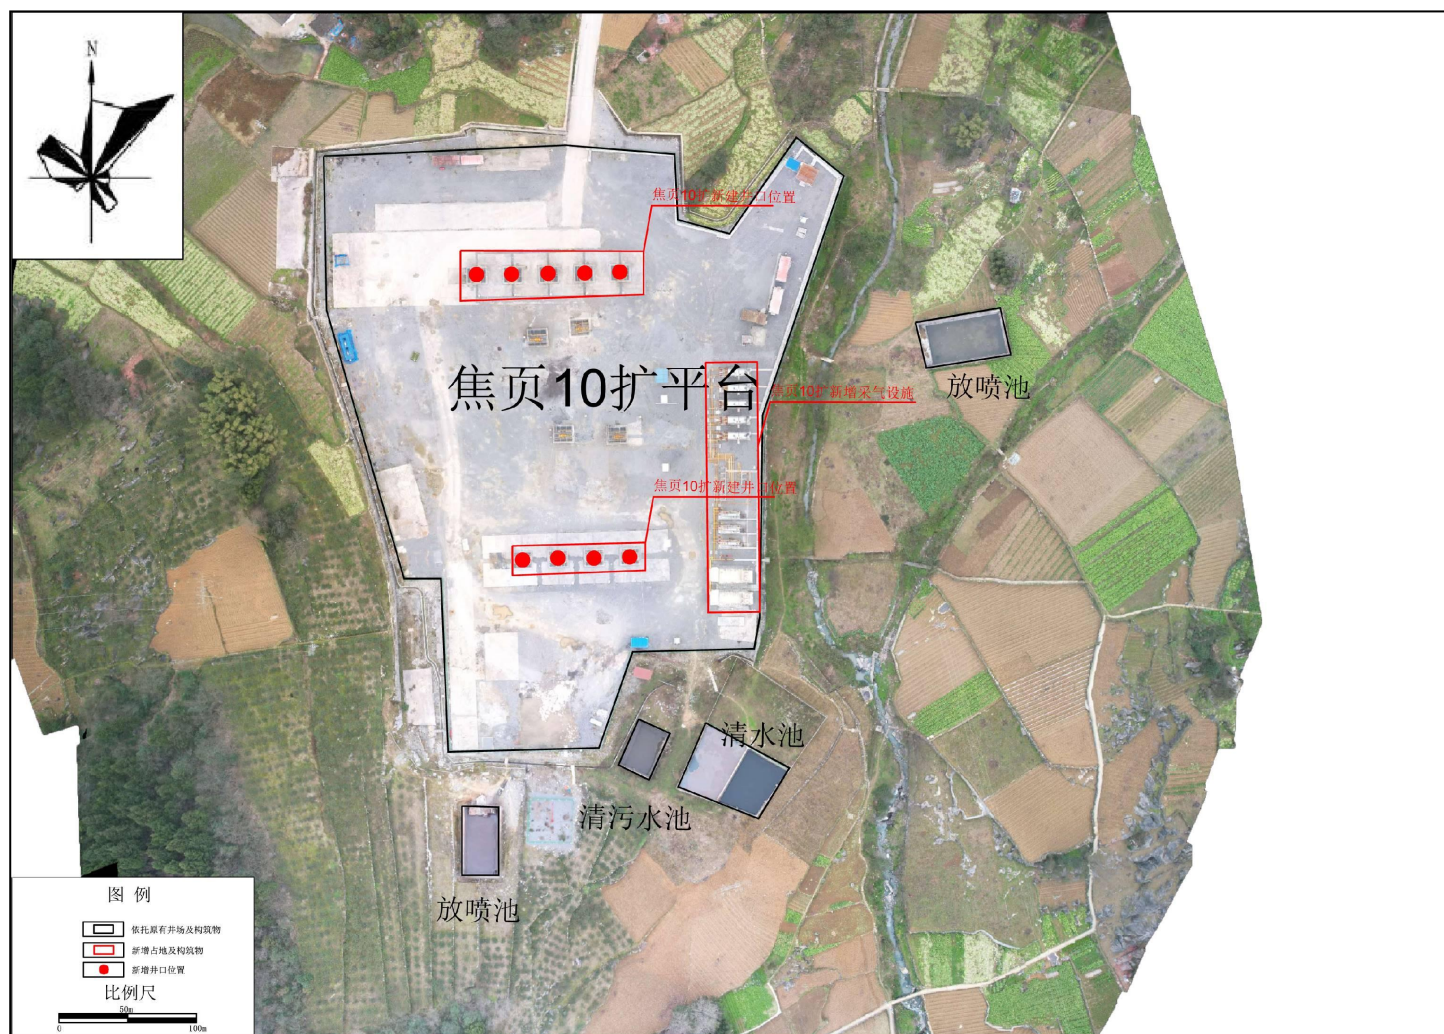 N
焦页10扩新建井口位置
焦页10扩平台
焦页10扩新增采气设施
放喷池
焦页10扩新建井口位置
清水池
清污水池
放喷池
图 例
依托原有井场及构筑物
新增占地及构筑物
新增井口位置
比例尺
50m
0
100m